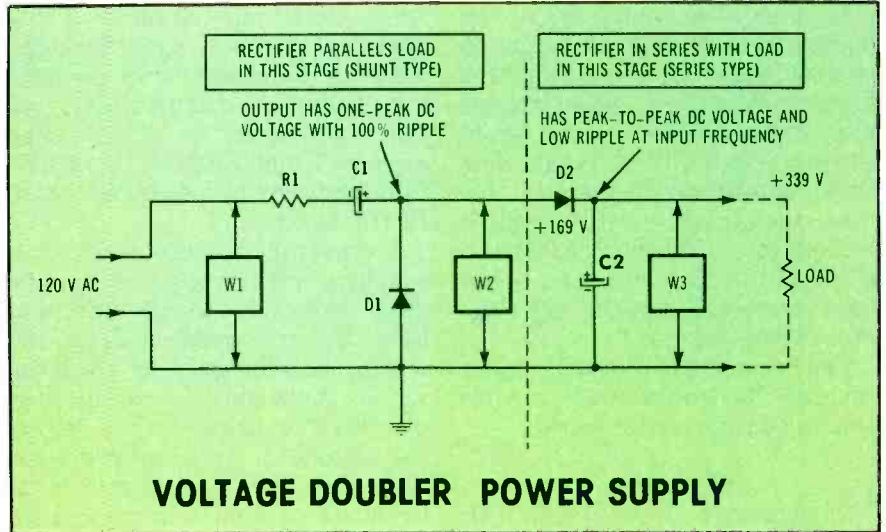 RECTIFIER PARALLELS LOAD
IN THIS STAGE (SHUNT TYPE)
RECTIFIER IN SERIES WITH LOAD
IN THIS STAGE (SERIES TYPE)
OUTPUT HAS ONE-PEAK DC
VOLTAGE WITH 100% RIPPLE
HAS PEAK-TO-PEAK DC VOLTAGE AND
LOW RIPPLE AT INPUT FREQUENCY
R1
C1
D2
+339 V
+169 V
120 V AC
W1
D1
W2
C2
W3
LOAD
VOLTAGE DOUBLER POWER SUPPLY